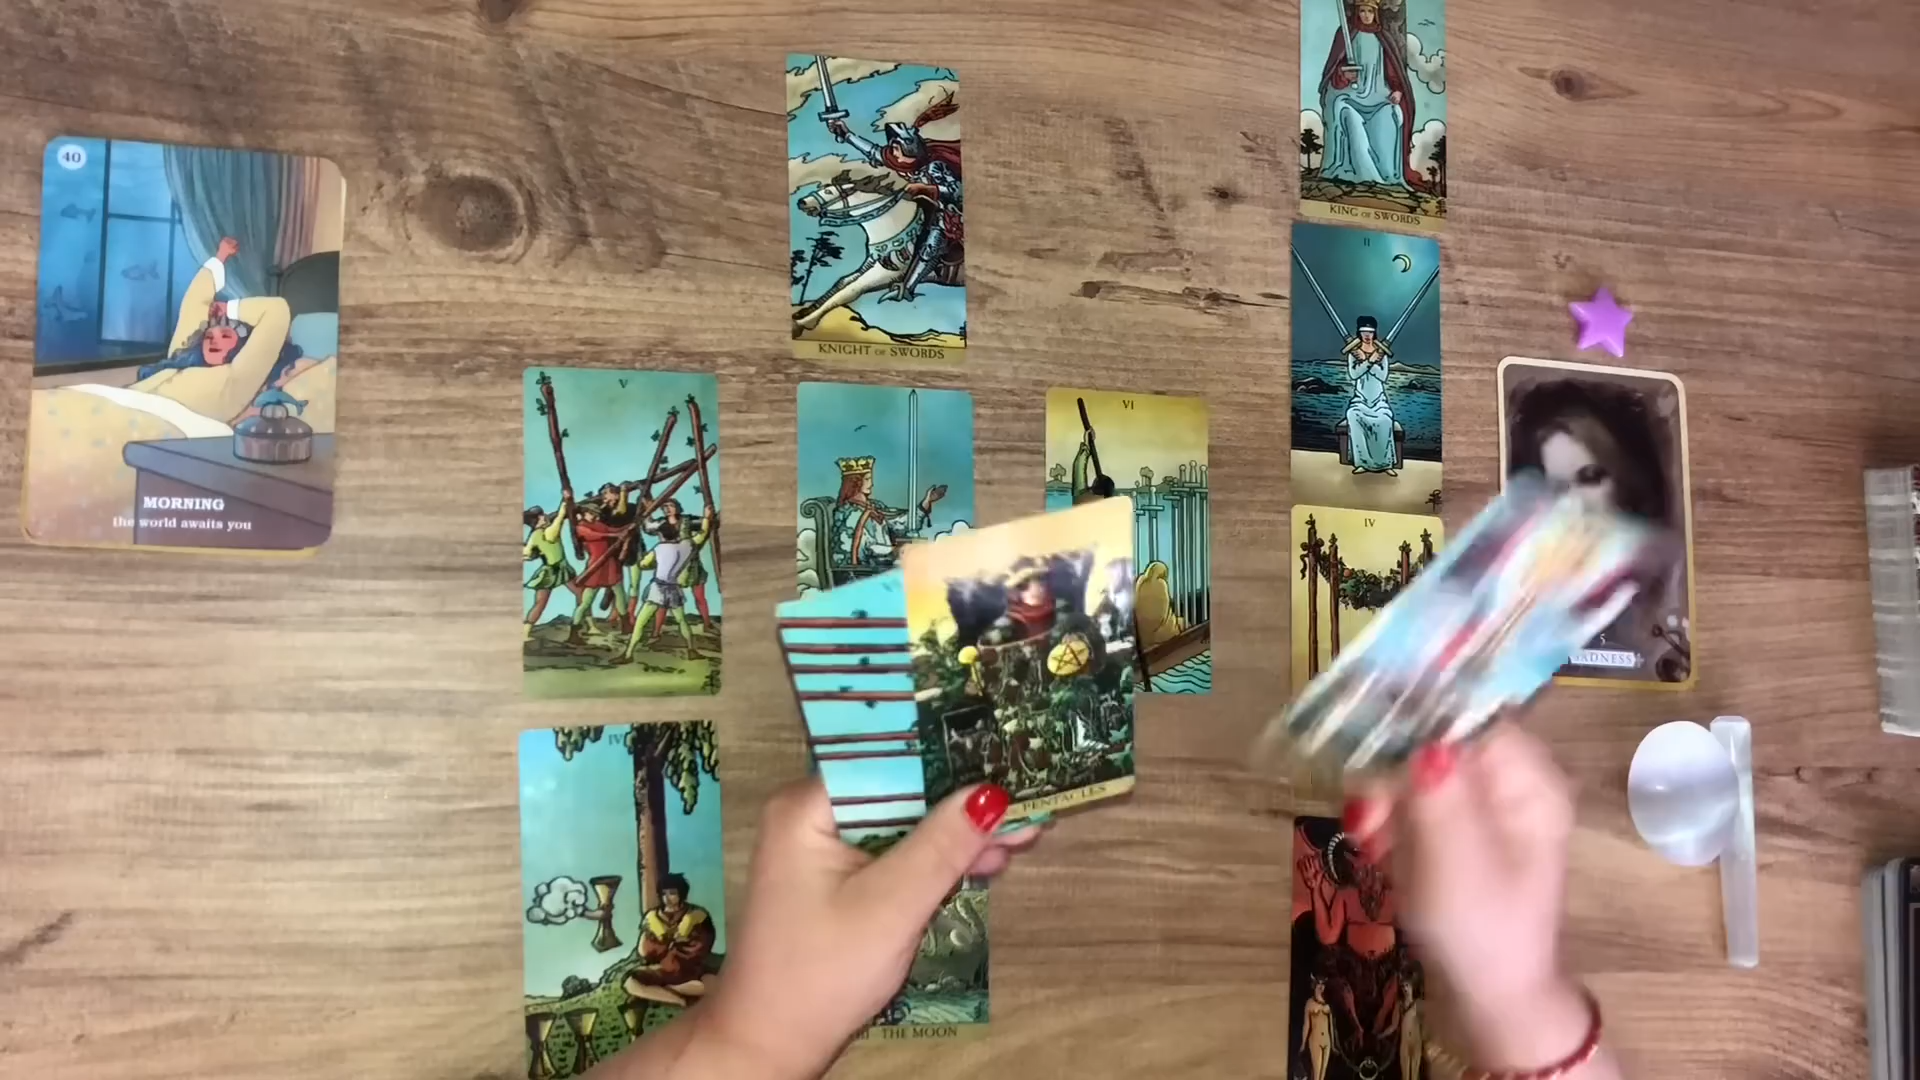 40
MORNING
the world awaits you
KNIGHT OF SWORDS
KING OF SWORDS
II
V
VI
IV
PENTACLES
5
IV
THE MOON